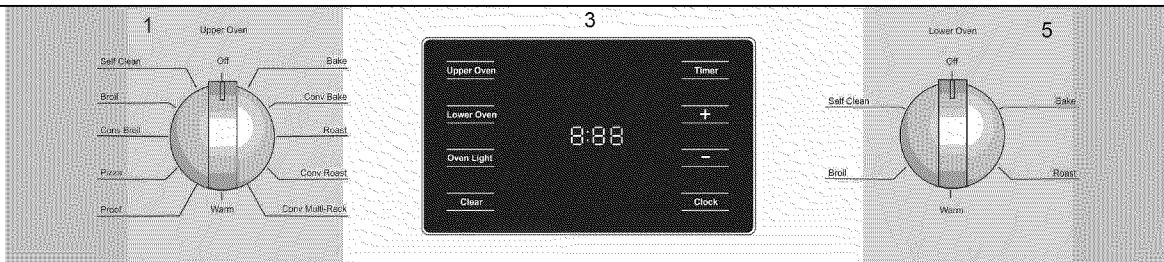 1
Upper Oven
Off
Self Clean
Bake
Broil
Conv Bake
Conv Broil
Roast
Pizza
Conv Roast
Proof
Warm
Conv Multi-Rack
3
Upper Oven
Timer
Lower Oven
+
8:88
Oven Light
-
Clear
Clock
Lower Oven
5
Off
Self Clean
Bake
Broil
Roast
Warm